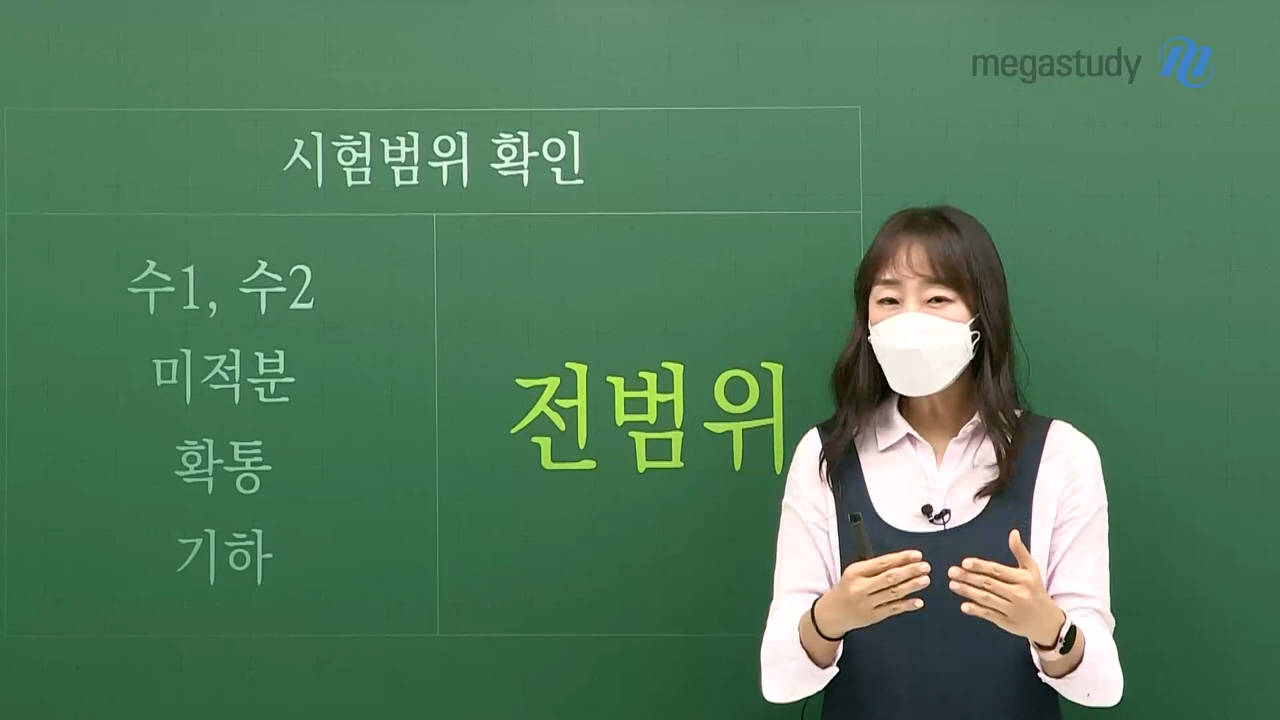 megastudy
시험범위 확인
수1, 수2
미적분
확통
기하
전범위